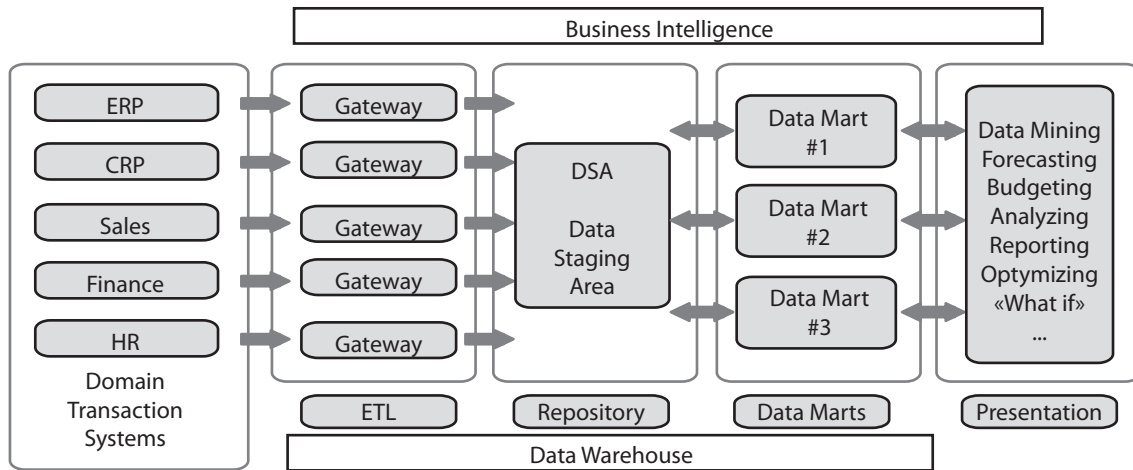 Business Intelligence
ERP
CRP
Sales
Finance
HR
Domain
Transaction
Systems
Gateway
Gateway
Gateway
Gateway
Gateway
ETL
DSA
Data
Staging
Area
Repository
Data Mart
#1
Data Mart
#2
Data Mart
#3
Data Marts
Data Mining
Forecasting
Budgeting
Analyzing
Reporting
Optymizing
«What if»
...
Presentation
Data Warehouse